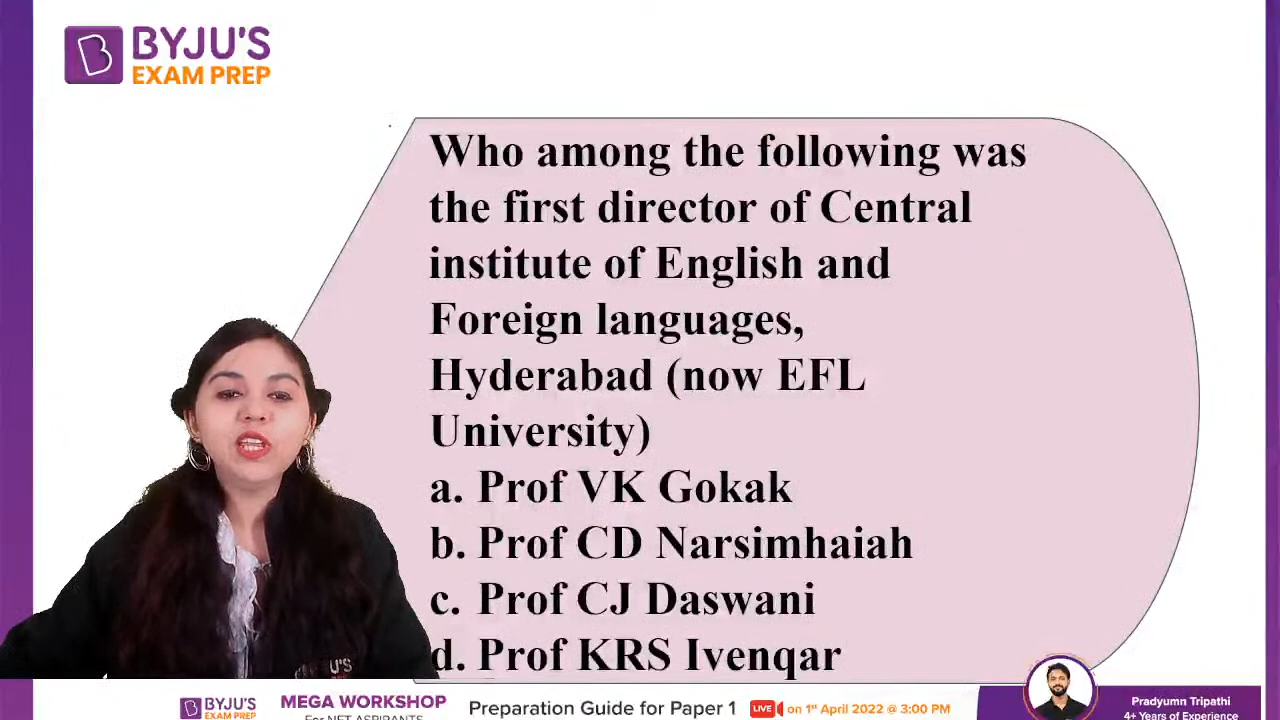 BYJU'S
EXAM PREP
Who among the following was
the first director of Central
institute of English and
Foreign languages,
Hyderabad (now EFL
University)
a. Prof VK Gokak
b. Prof CD Narsimhaiah
c. Prof CJ Daswani
d. Prof KRS Ivenqar
BYJU'S
EXAM PREP
MEGA WORKSHOP
For NET ASPIRANTS
Preparation Guide for Paper 1
LIVE on 1st April 2022 @ 3:00 PM
Pradyumn Tripathi
4+ Years of Experience